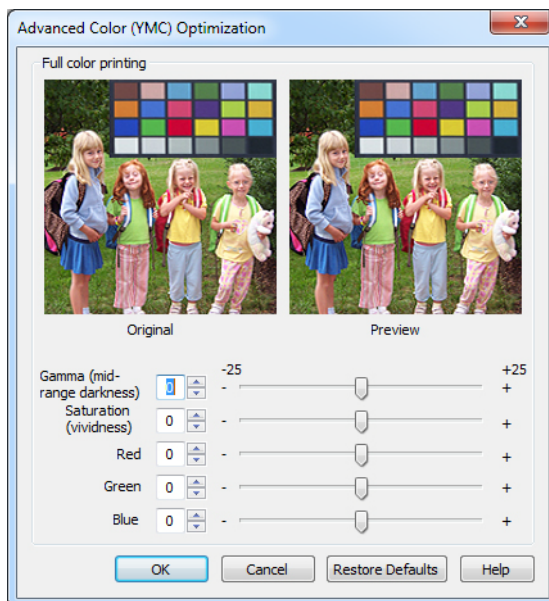 Advanced Color (YMC) Optimization
X
Full color printing
Original
Preview
-25
+25
Gamma (mid-
range darkness)
0
-
+
Saturation
(vividness)
0
-
+
Red
0
-
+
Green
0
-
+
Blue
0
-
+
OK
Cancel
Restore Defaults
Help